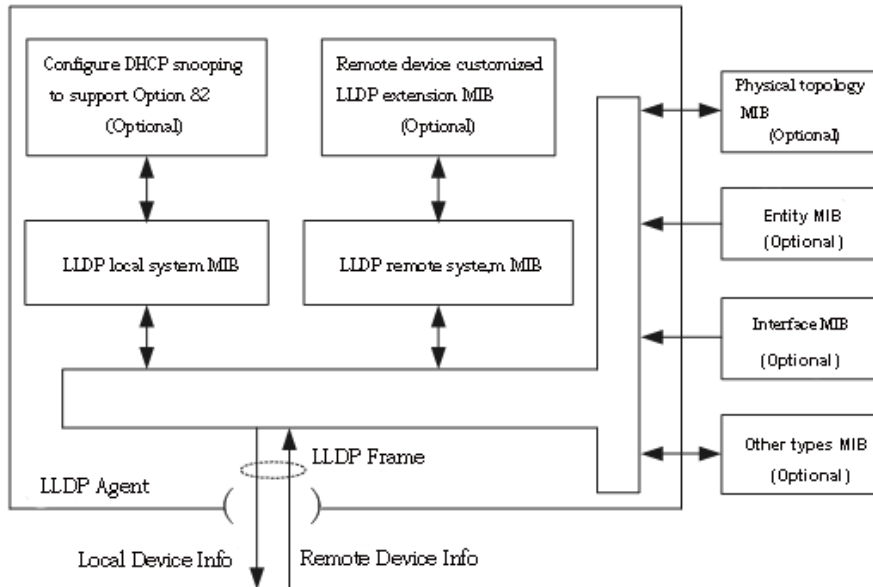 Configure DHCP snooping
to support Option 82
(Optional)
Remote device customized
LLDP extension MIB
(Optional)
Physical topology
MIB
(Optional)
Entity MIB
(Optional)
LLDP local system MIB
LLDP remote syste,m MIB
Interface MIB
(Optional)
Other types MIB
(Optional)
LLDP Frame
LLDP Agent
Local Device Info
Remote Device Info